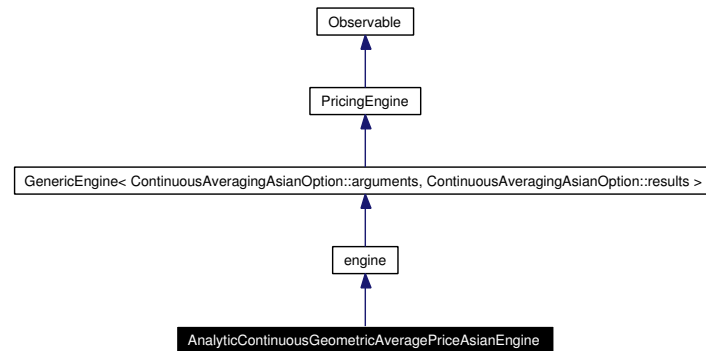 Observable
PricingEngine
GenericEngine< ContinuousAveragingAsianOption::arguments, ContinuousAveragingAsianOption::results >
engine
AnalyticContinuousGeometricAveragePriceAsianEngine